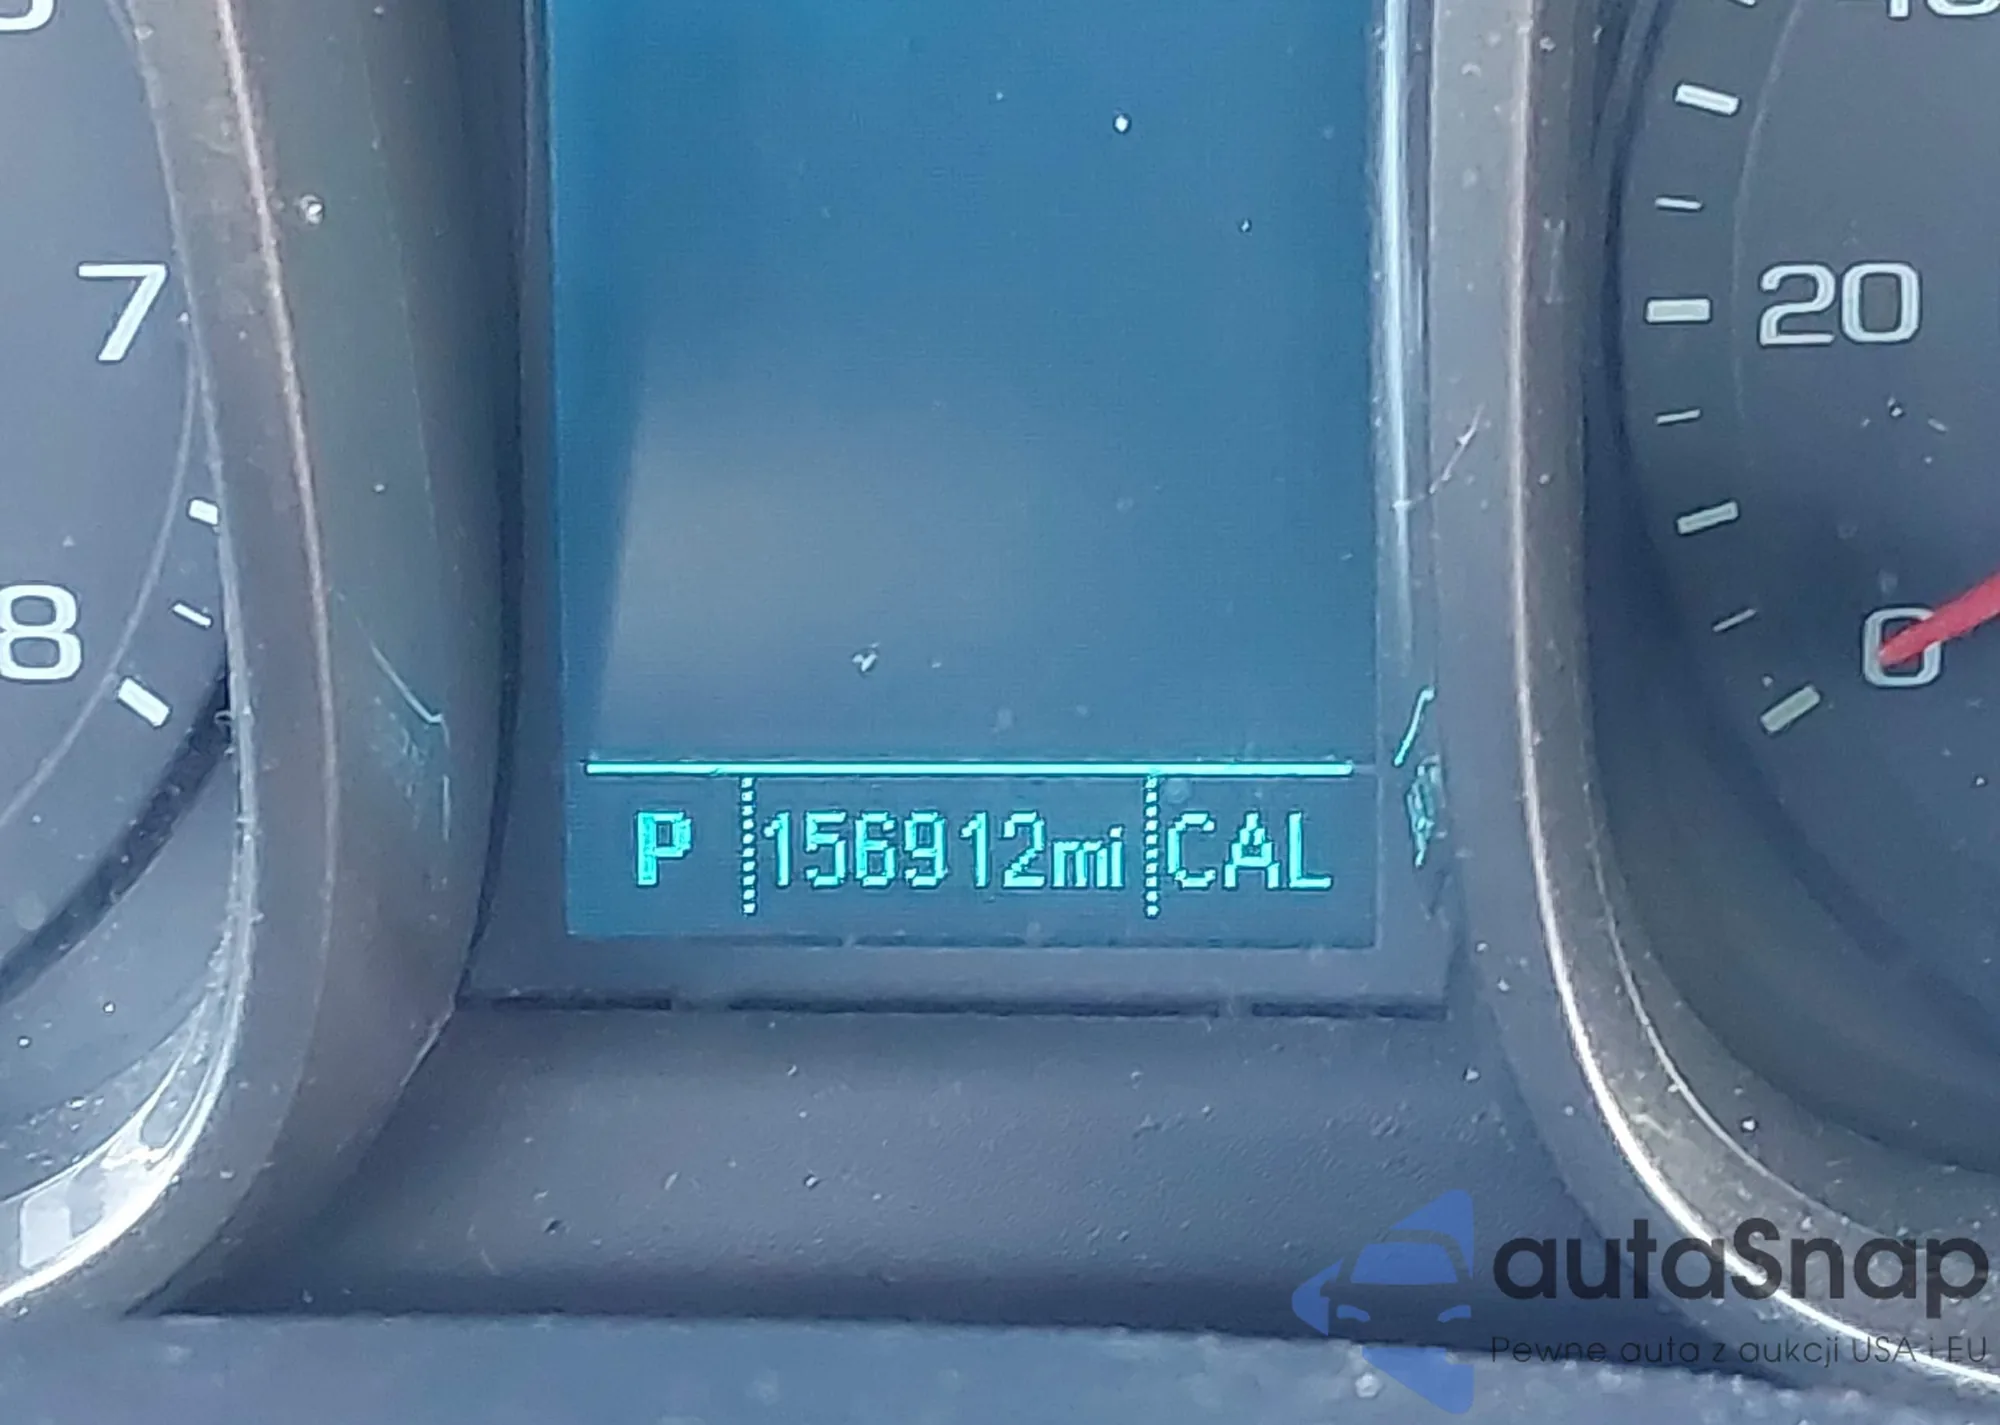 7
20
8
0
P 156912mi CAL
autaSnap
Pewne auta z aukcji USA i EU